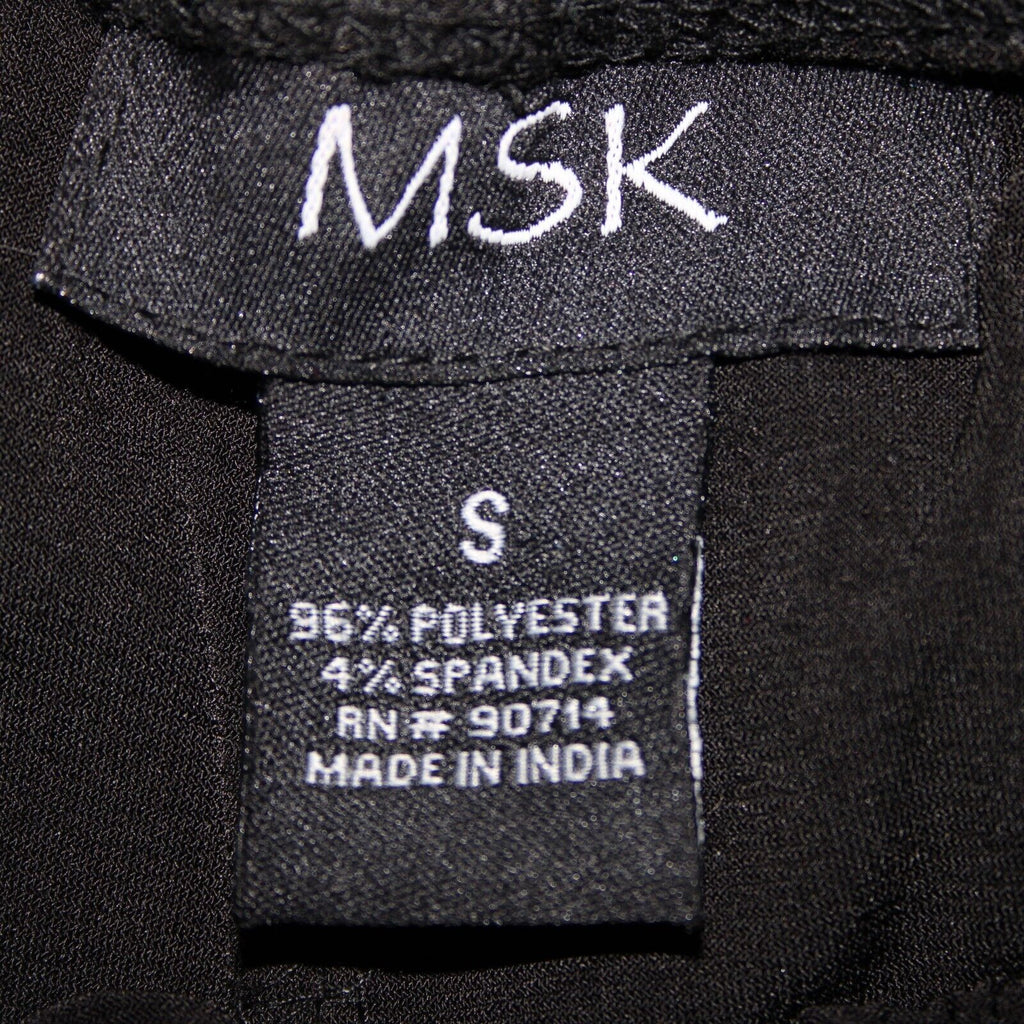 MSK
S
96% POLYESTER
4% SPANDEX
RN # 90714
MADE IN INDIA